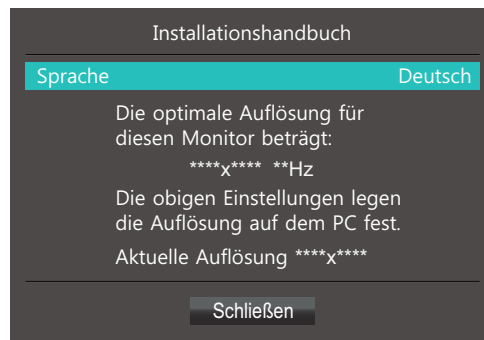 Installationshandbuch
Sprache Deutsch
Die optimale Auflösung für
diesen Monitor beträgt:
****x**** **Hz
Die obigen Einstellungen legen
die Auflösung auf dem PC fest.
Aktuelle Auflösung ****x****
Schließen